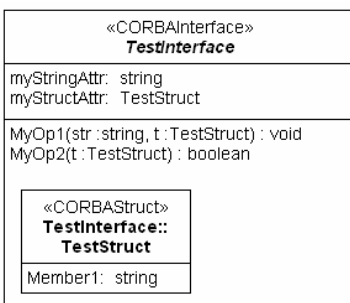 «CORBAInterface»
TestInterface
myStringAttr: string
myStructAttr: TestStruct
MyOp1(str :string, t :TestStruct) : void
MyOp2(t :TestStruct) : boolean
«CORBAStruct»
TestInterface::
TestStruct
Member1: string